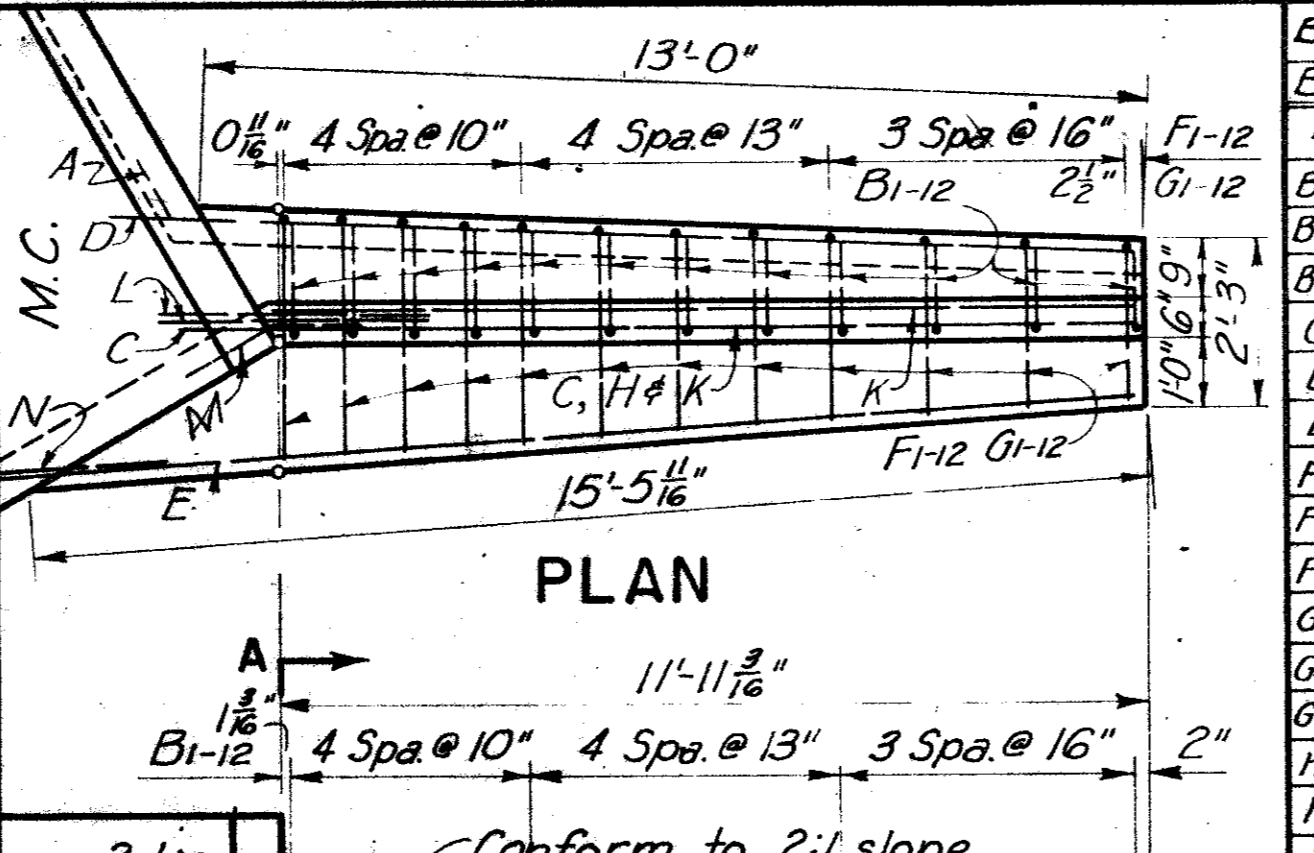 13'-0"
0 11/16" 4 Spa. @ 10" 4 Spa. @ 13" 3 Spa @ 16" F1-12
A B1-12 2 1/2" G1-12
D
M.C.
L
C
9"
6"
1'-0"
2'-3"
N M C, H & K K
F1-12 G1-12
E 15'-5 11/16"
PLAN
A
11'-11 3/16"
1 3/16"
B1-12 4 Spa. @ 10" 4 Spa. @ 13" 3 Spa. @ 16" 2"
Conform to 2:1 slope